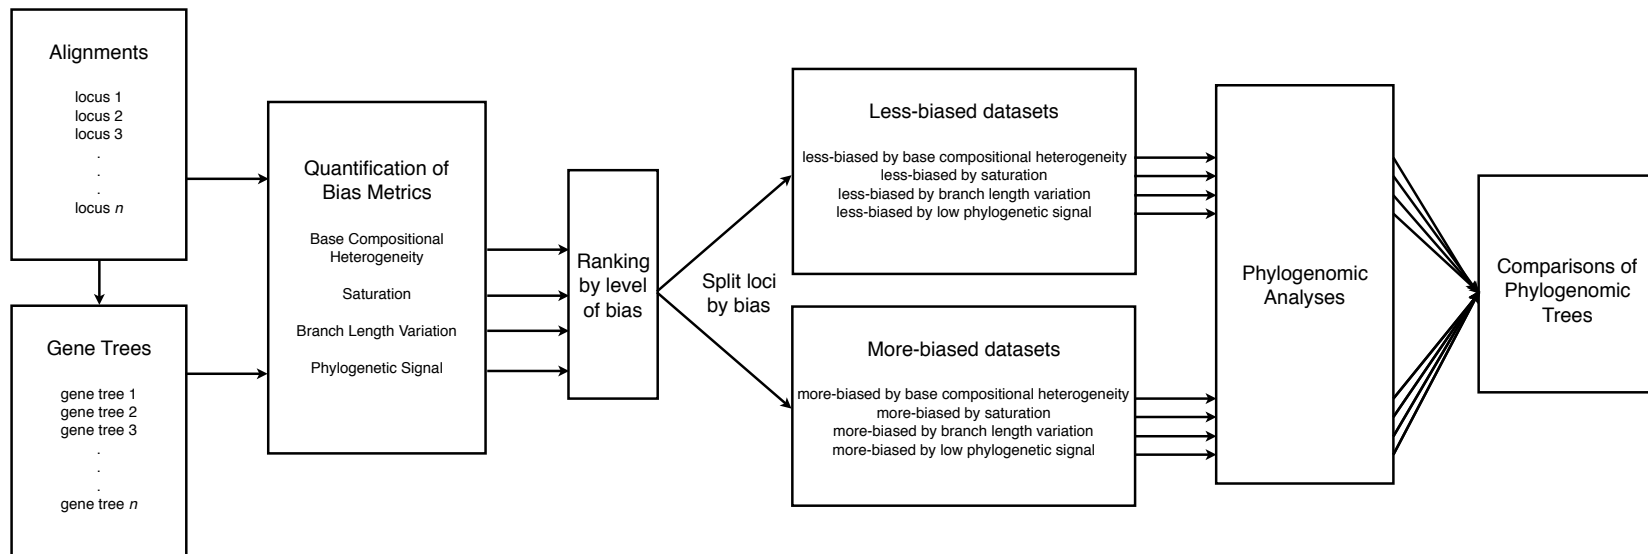 Alignments
locus 1
locus 2
locus 3
.
.
.
locus n
Gene Trees
gene tree 1
gene tree 2
gene tree 3
.
.
.
gene tree n
Quantification of
Bias Metrics
Base Compositional
Heterogeneity
Saturation
Branch Length Variation
Phylogenetic Signal
Ranking
by level
of bias
Split loci
by bias
Less-biased datasets
less-biased by base compositional heterogeneity
less-biased by saturation
less-biased by branch length variation
less-biased by low phylogenetic signal
More-biased datasets
more-biased by base compositional heterogeneity
more-biased by saturation
more-biased by branch length variation
more-biased by low phylogenetic signal
Phylogenomic
Analyses
Comparisons of
Phylogenomic
Trees